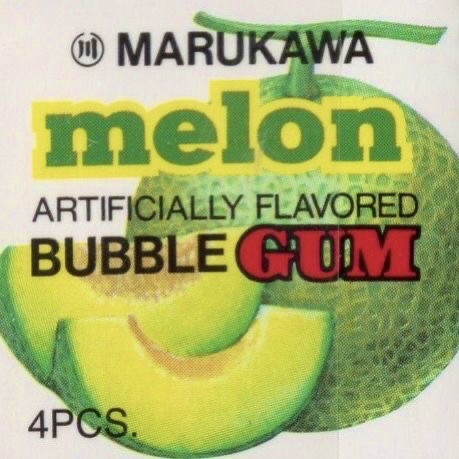 MARUKAWA
melon
ARTIFICIALLY FLAVORED
BUBBLE GUM
4PCS.